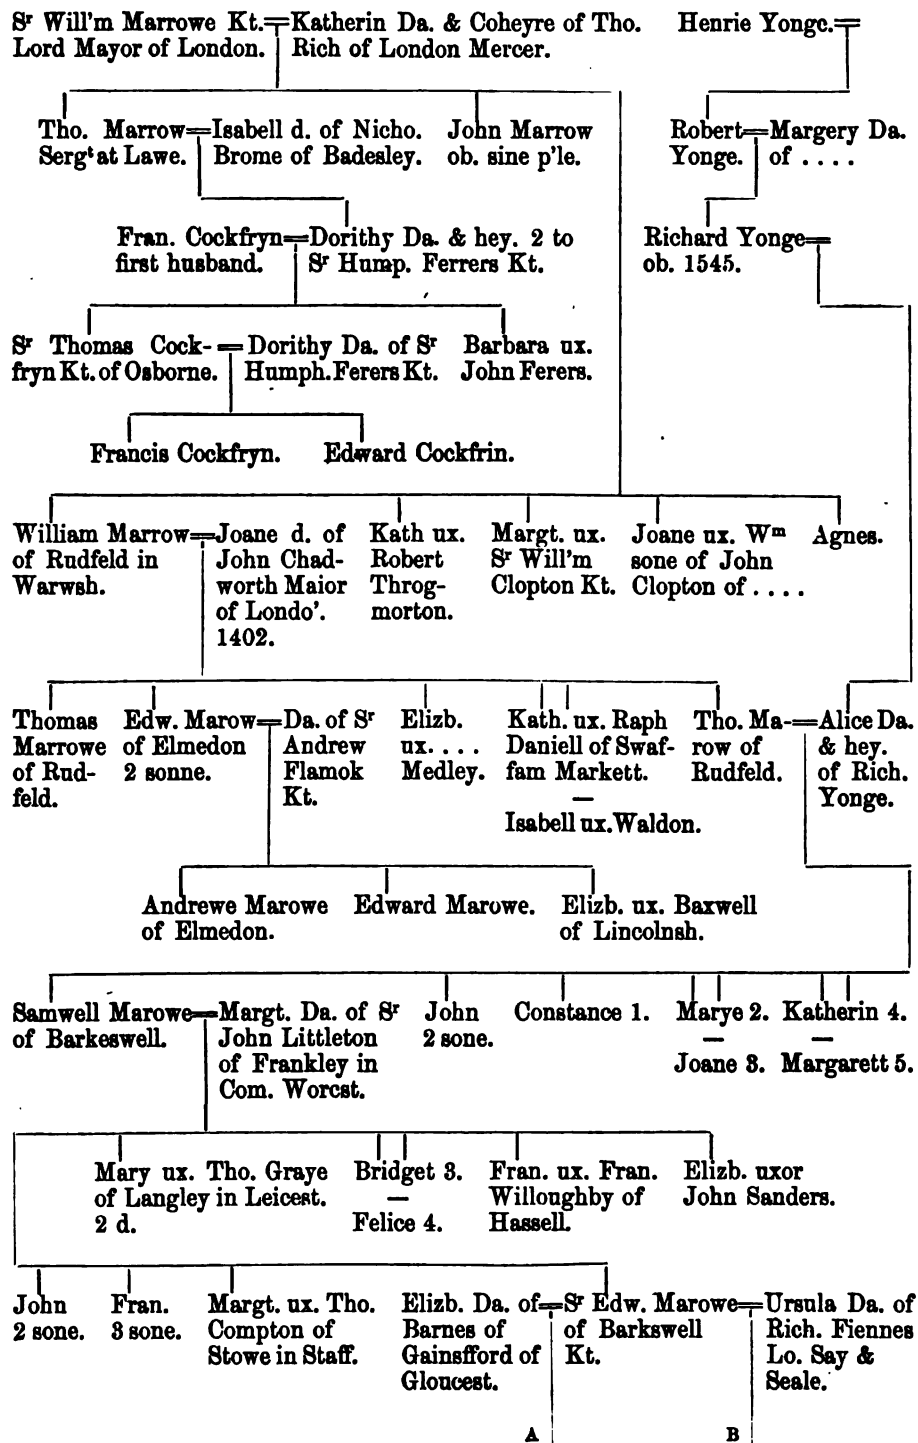 Sr Will'm Marrowe Kt.=Katherin Da. & Coheyre of Tho.
Lord Mayor of London. Rich of London Mercer.
Henrie Yonge.=
Tho. Marrow=Isabell d. of Nicho.
Sergt at Lawe. Brome of Badesley.
John Marrow
ob. sine p'le.
Robert=Margery Da.
Yonge. of . . . .
Fran. Cockfryn=Dorithy Da. & hey. 2 to
first husband. Sr Hump. Ferrers Kt.
Richard Yonge=
ob. 1545.
Sr Thomas Cock-=Dorithy Da. of Sr
fryn Kt. of Osborne. Humph. Ferers Kt.
Barbara ux.
John Ferers.
Francis Cockfryn.
Edward Cockfrin.
William Marrow=Joane d. of
of Rudfeld in John Chad-
Warwsh. worth Maior
of Londo'.
1402.
Kath ux.
Robert
Throg-
morton.
Margt. ux.
Sr Will'm
Clopton Kt.
Joane ux. Wm
sone of John
Clopton of . . . .
Agnes.
Thomas
Marrowe
of Rud-
feld.
Edw. Marow=Da. of Sr
of Elmedon Andrew
2 sonne. Flamok
Kt.
Elizb.
ux. . . .
Medley.
Kath. ux. Raph
Daniell of Swaf-
fam Markett.
—
Isabell ux. Waldon.
Tho. Ma-=Alice Da.
row of & hey.
Rudfeld. of Rich.
Yonge.
Andrewe Marowe
of Elmedon.
Edward Marowe.
Elizb. ux. Baxwell
of Lincolnsh.
Samwell Marowe=Margt. Da. of Sr
of Barkeswell. John Littleton
of Frankley in
Com. Worcst.
John
2 sone.
Constance 1.
Marye 2.
—
Joane 3.
Katherin 4.
—
Margarett 5.
Mary ux. Tho. Graye
of Langley in Leicest.
2 d.
Bridget 3.
—
Felice 4.
Fran. ux. Fran.
Willoughby of
Hassell.
Elizb. uxor
John Sanders.
John
2 sone.
Fran.
3 sone.
Margt. ux. Tho.
Compton of
Stowe in Staff.
Elizb. Da. of=Sr Edw. Marowe=Ursula Da. of
Barnes of of Barkswell Rich. Fiennes
Gainsfford of Kt. Lo. Say &
Gloucest. Seale.
A B